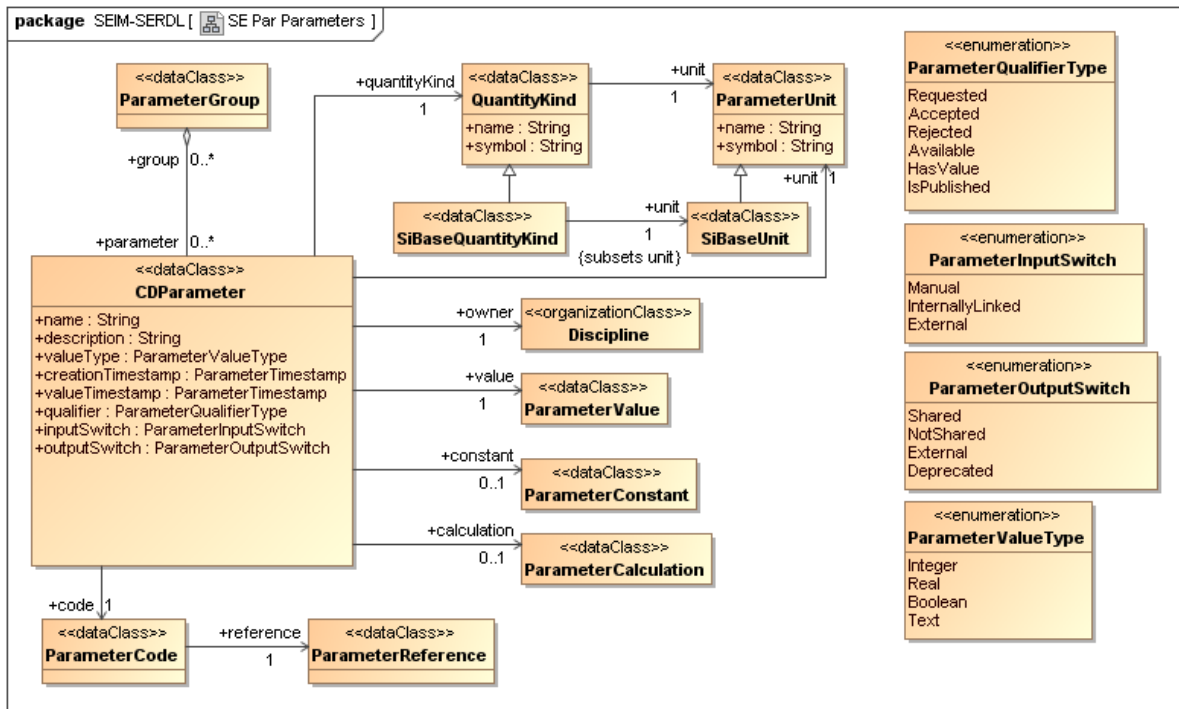 package SEIM-SERDL [ SE Par Parameters ]
<<dataClass>>
ParameterGroup
+group 0..*
+parameter 0..*
+quantityKind
1
<<dataClass>>
QuantityKind
+name : String
+symbol : String
+unit
1
<<dataClass>>
ParameterUnit
+name : String
+symbol : String
+unit 1
<<dataClass>>
SiBaseQuantityKind
+unit
1
{subsets unit}
<<dataClass>>
SiBaseUnit
<<dataClass>>
CDParameter
+name : String
+description : String
+valueType : ParameterValueType
+creationTimestamp : ParameterTimestamp
+valueTimestamp : ParameterTimestamp
+qualifier : ParameterQualifierType
+inputSwitch : ParameterInputSwitch
+outputSwitch : ParameterOutputSwitch
+owner
1
<<organizationClass>>
Discipline
+value
1
<<dataClass>>
ParameterValue
+constant
0..1
<<dataClass>>
ParameterConstant
+calculation
0..1
<<dataClass>>
ParameterCalculation
+code 1
<<dataClass>>
ParameterCode
+reference
1
<<dataClass>>
ParameterReference
<<enumeration>>
ParameterQualifierType
Requested
Accepted
Rejected
Available
HasValue
IsPublished
<<enumeration>>
ParameterInputSwitch
Manual
InternallyLinked
External
<<enumeration>>
ParameterOutputSwitch
Shared
NotShared
External
Deprecated
<<enumeration>>
ParameterValueType
Integer
Real
Boolean
Text